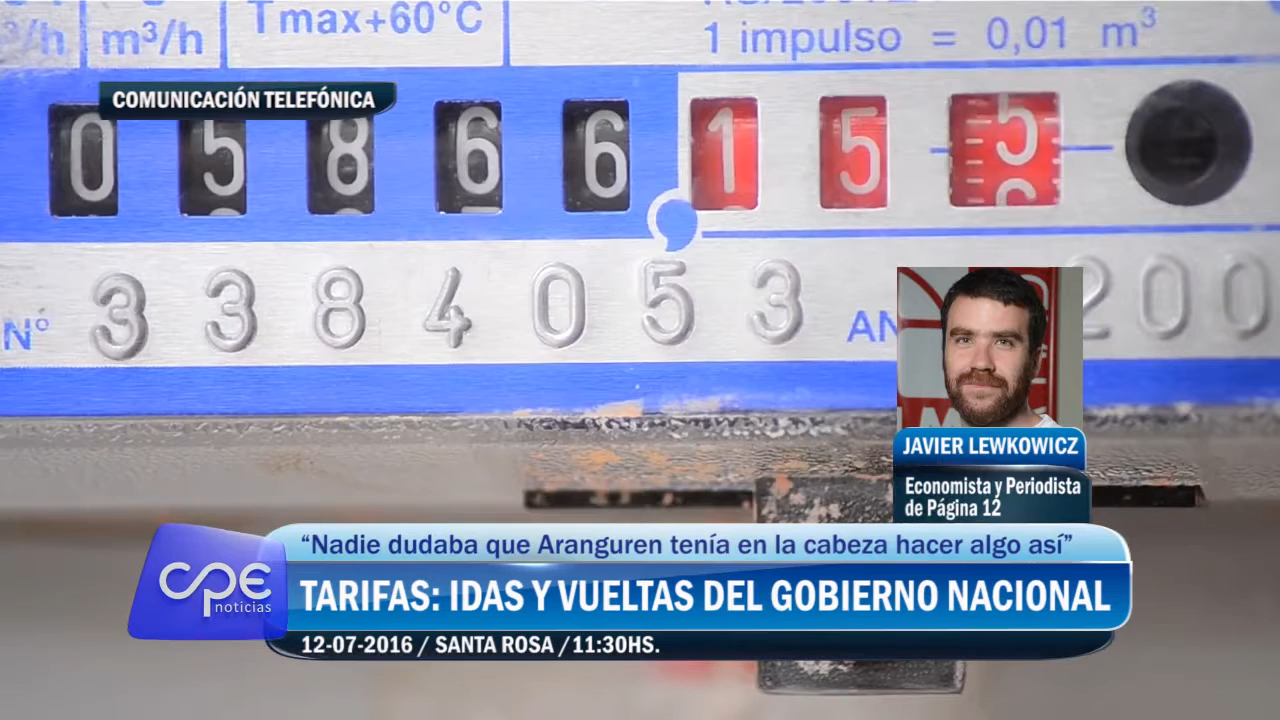 m³/h
Tmax+60°C
1 impulso = 0,01 m³
COMUNICACIÓN TELEFÓNICA
0 5 8 6 6 1 5 5
N° 3 3 8 4 0 5 3
200
JAVIER LEWKOWICZ
Economista y Periodista
de Página 12
“Nadie dudaba que Aranguren tenía en la cabeza hacer algo así”
cpe
noticias
TARIFAS: IDAS Y VUELTAS DEL GOBIERNO NACIONAL
12-07-2016 / SANTA ROSA / 11:30HS.